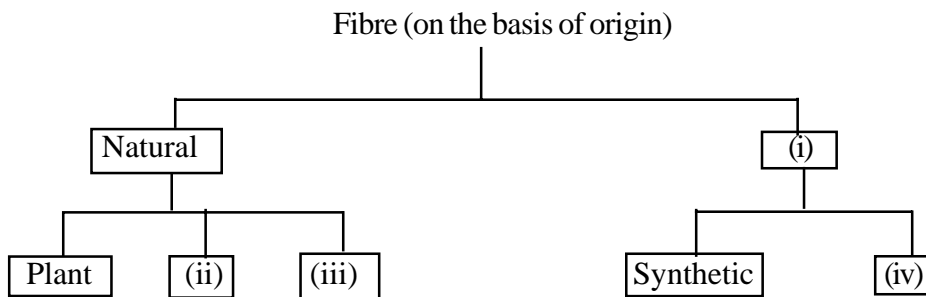 Fibre (on the basis of origin)
Natural (i)
Plant (ii) (iii) Synthetic (iv)